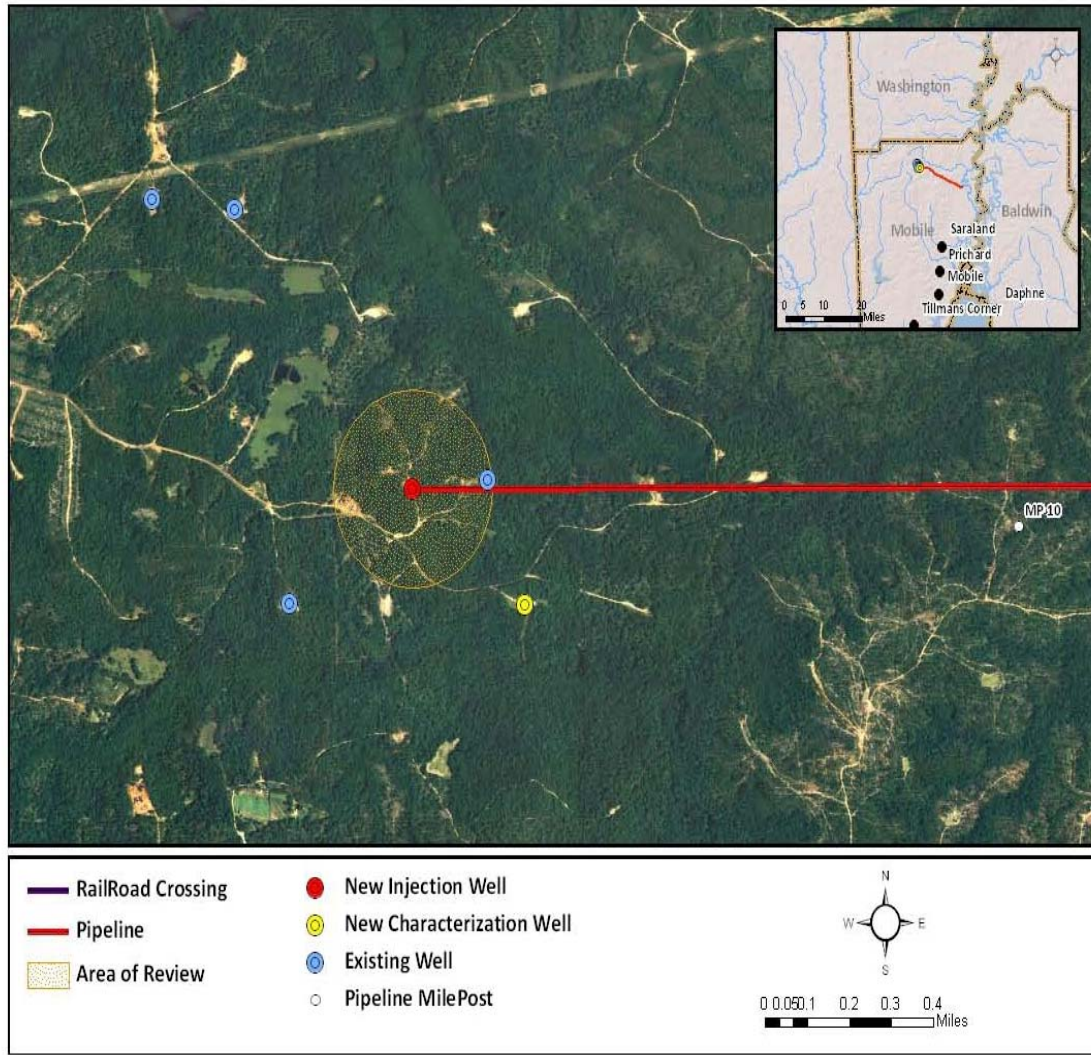 Washington
Baldwin
Mobile
Saraland
Prichard
Mobile
Daphne
Tillmans Corner
0 5 10 20
Miles
MP 10
RailRoad Crossing
Pipeline
Area of Review
New Injection Well
New Characterization Well
Existing Well
Pipeline MilePost
N
W E
S
0 0.050.1 0.2 0.3 0.4
Miles